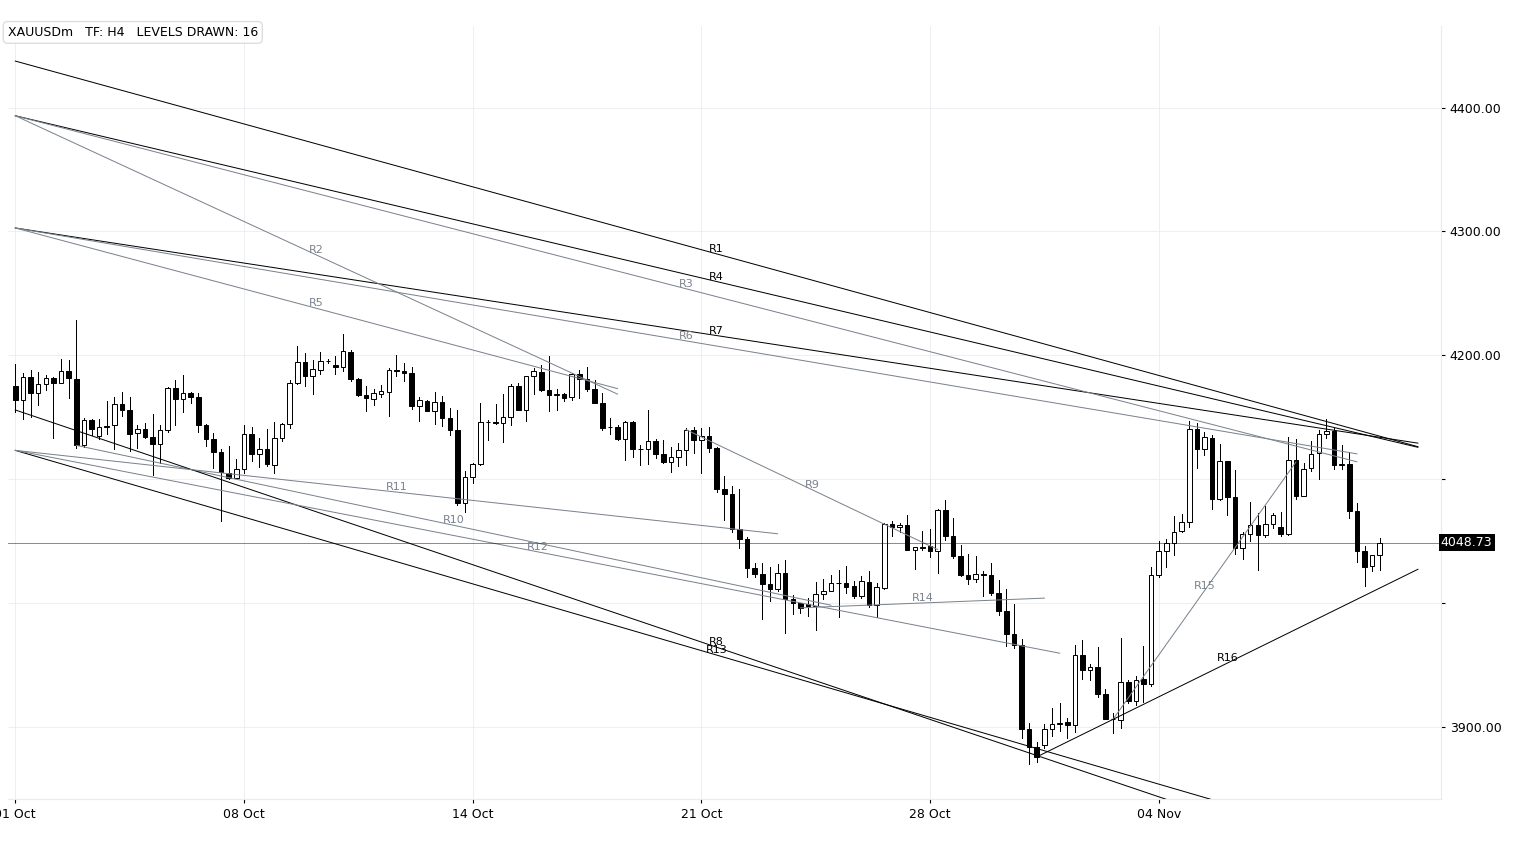 XAUUSDm TF: H4 LEVELS DRAWN: 16
4400.00
4300.00
R1
R2
R4
R3
R5
R7
R6
4200.00
R9
R11
R10
R12
4048.73
R15
R14
R8
R13
R16
3900.00
01 Oct 08 Oct 14 Oct 21 Oct 28 Oct 04 Nov